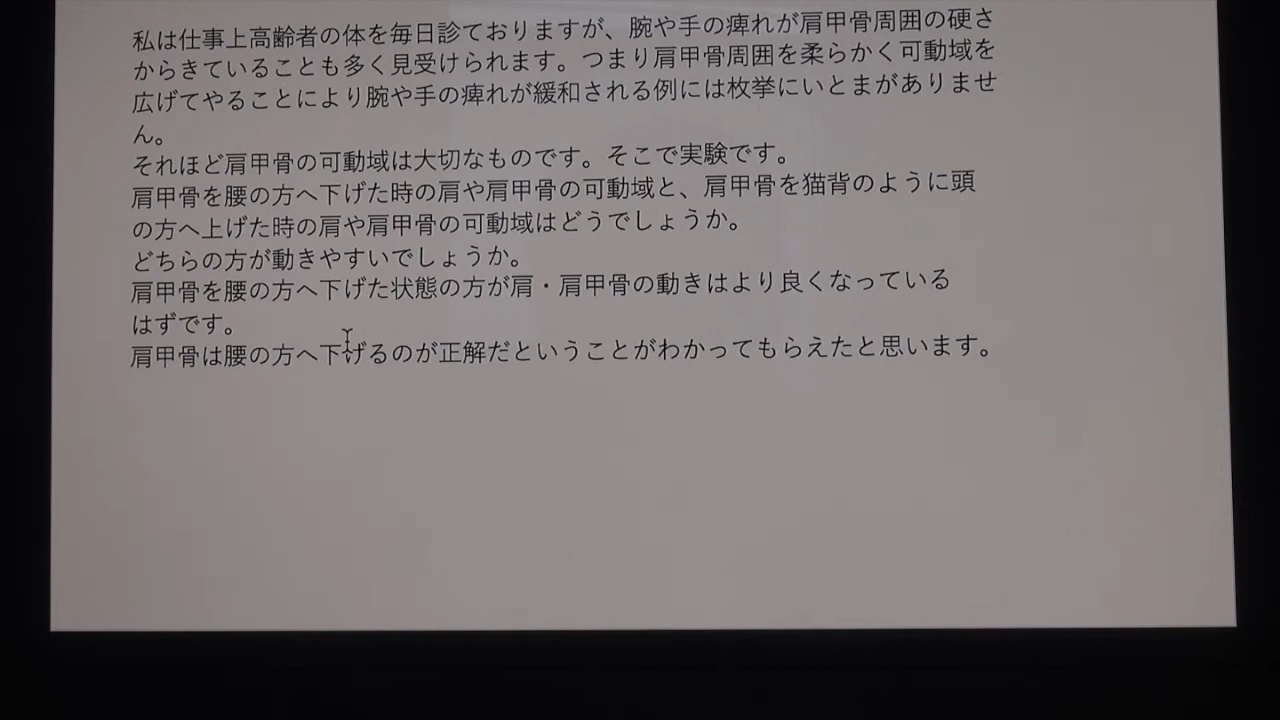 私は仕事上高齢者の体を毎日診ておりますが、腕や手の痺れが肩甲骨周囲の硬さ
からきていることも多く見受けられます。つまり肩甲骨周囲を柔らかく可動域を
広げてやることにより腕や手の痺れが緩和される例には枚挙にいとまがありませ
ん。
それほど肩甲骨の可動域は大切なものです。そこで実験です。
肩甲骨を腰の方へ下げた時の肩や肩甲骨の可動域と、肩甲骨を猫背のように頭
の方へ上げた時の肩や肩甲骨の可動域はどうでしょうか。
どちらの方が動きやすいでしょうか。
肩甲骨を腰の方へ下げた状態の方が肩・肩甲骨の動きはより良くなっている
はずです。
肩甲骨は腰の方へ下げるのが正解だということがわかってもらえたと思います。